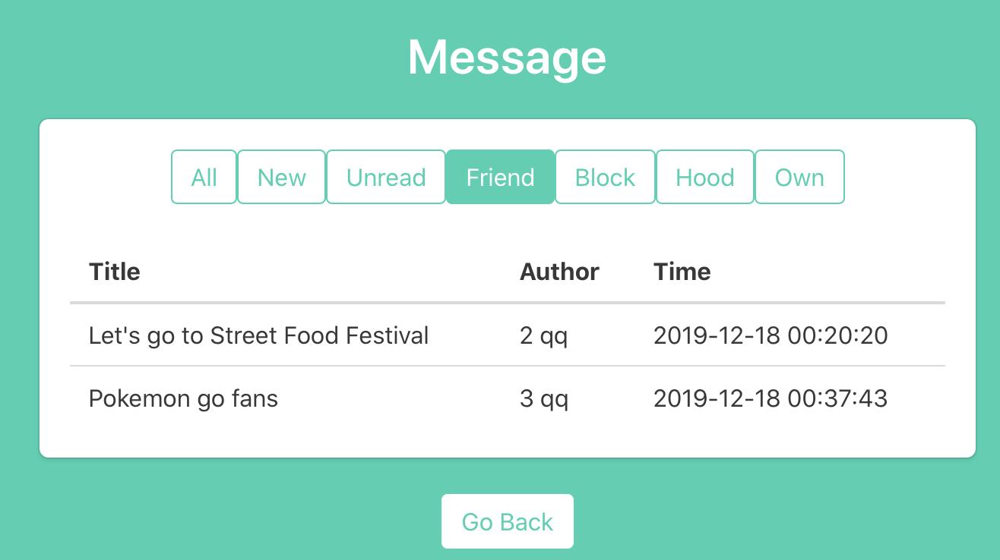 Message
All New Unread Friend Block Hood Own
Title Author Time
Let's go to Street Food Festival 2 qq 2019-12-18 00:20:20
Pokemon go fans 3 qq 2019-12-18 00:37:43
Go Back